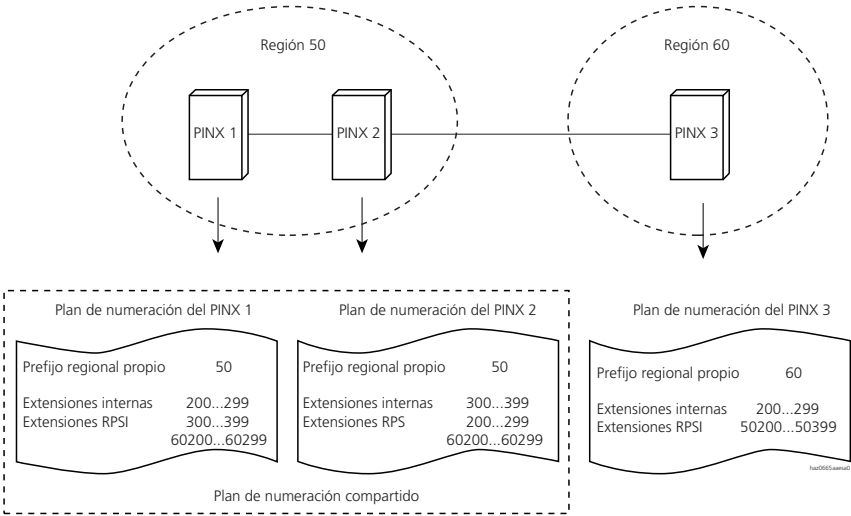 Región 50
Región 60
PINX 1
PINX 2
PINX 3
Plan de numeración del PINX 1
Plan de numeración del PINX 2
Plan de numeración del PINX 3
Prefijo regional propio 50
Extensiones internas 200...299
Extensiones RPSI 300...399
60200...60299
Prefijo regional propio 50
Extensiones internas 300...399
Extensiones RPS 200...299
60200...60299
Prefijo regional propio 60
Extensiones internas 200...299
Extensiones RPSI 50200...50399
haz0665aaesa0
Plan de numeración compartido